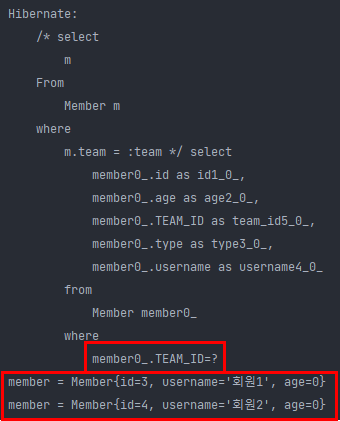 Hibernate:
/* select
m
From
Member m
where
m.team = :team */ select
member0_.id as id1_0_,
member0_.age as age2_0_,
member0_.TEAM_ID as team_id5_0_,
member0_.type as type3_0_,
member0_.username as username4_0_
from
Member member0_
where
member0_.TEAM_ID=?
member = Member{id=3, username='회원1', age=0}
member = Member{id=4, username='회원2', age=0}